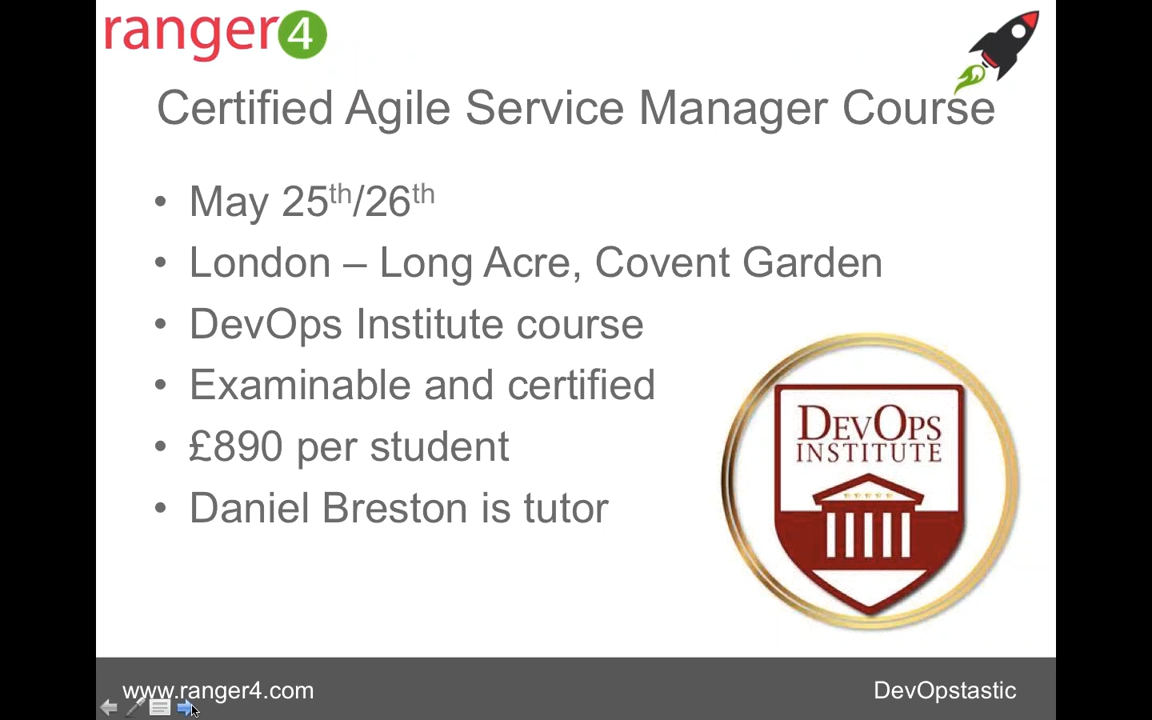 ranger4
Certified Agile Service Manager Course
• May 25th/26th
• London – Long Acre, Covent Garden
• DevOps Institute course
• Examinable and certified
• £890 per student
• Daniel Breston is tutor
DEVOPS
INSTITUTE
www.ranger4.com
DevOpstastic